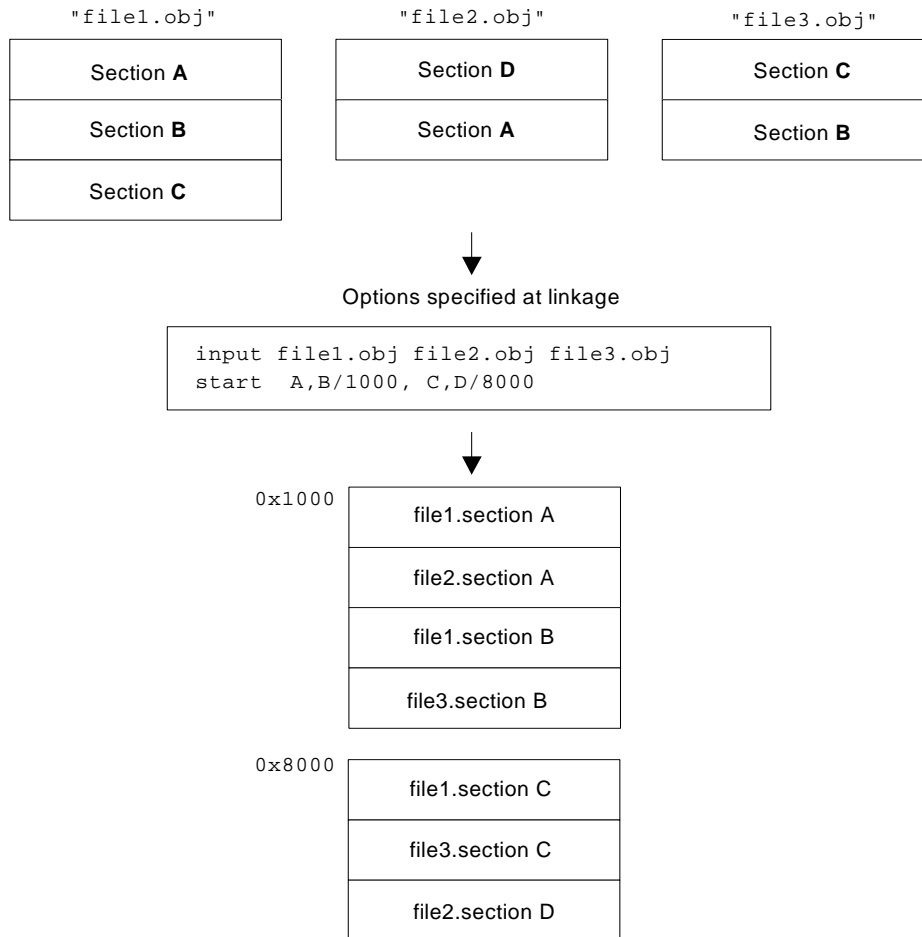 "file1.obj" "file2.obj" "file3.obj"
Section A
Section B
Section C
Section D
Section A
Section C
Section B
Options specified at linkage
input file1.obj file2.obj file3.obj
start A,B/1000, C,D/8000
0x1000
file1.section A
file2.section A
file1.section B
file3.section B
0x8000
file1.section C
file3.section C
file2.section D